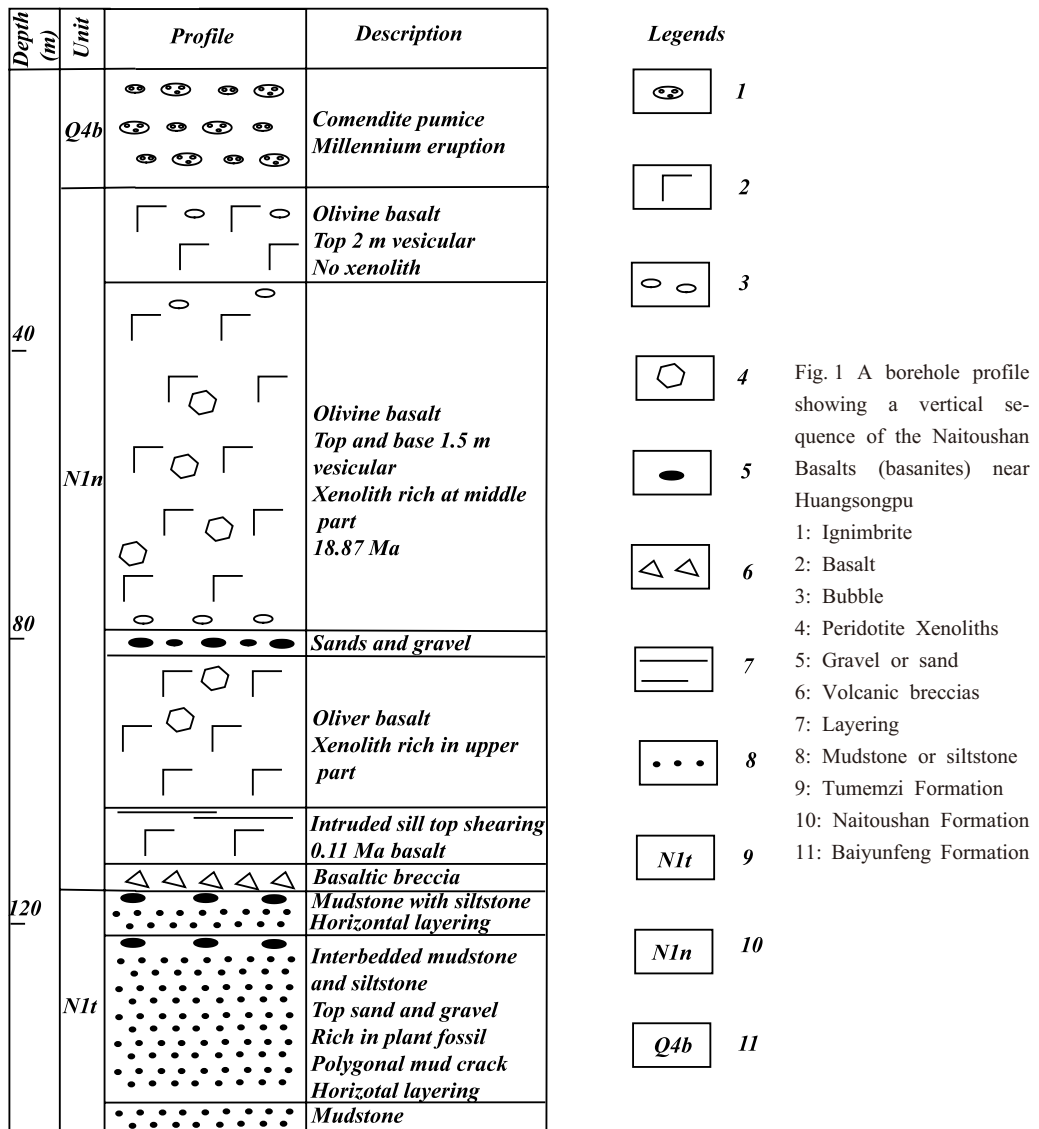 Depth (m)
Unit
Profile
Description
Q4b
Comendite pumice
Millennium eruption
Olivine basalt
Top 2 m vesicular
No xenolith
40
N1n
Olivine basalt
Top and base 1.5 m
vesicular
Xenolith rich at middle
part
18.87 Ma
80
Sands and gravel
Oliver basalt
Xenolith rich in upper
part
Intruded sill top shearing
0.11 Ma basalt
Basaltic breccia
120
Mudstone with siltstone
Horizontal layering
N1t
Interbedded mudstone
and siltstone
Top sand and gravel
Rich in plant fossil
Polygonal mud crack
Horizotal layering
Mudstone
Legends
1
2
3
4
5
6
7
8
N1t 9
N1n 10
Q4b 11
Fig. 1 A borehole profile
showing a vertical se-
quence of the Naitoushan
Basalts (basanites) near
Huangsongpu
1: Ignimbrite
2: Basalt
3: Bubble
4: Peridotite Xenoliths
5: Gravel or sand
6: Volcanic breccias
7: Layering
8: Mudstone or siltstone
9: Tumemzi Formation
10: Naitoushan Formation
11: Baiyunfeng Formation